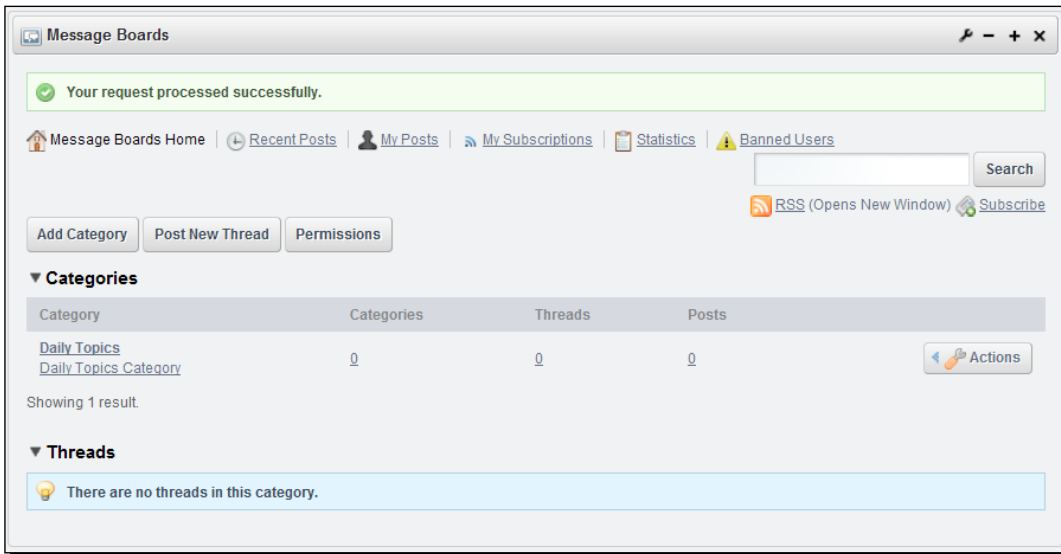 Message Boards
Your request processed successfully.
Message Boards Home | Recent Posts | My Posts | My Subscriptions | Statistics | Banned Users
Search
RSS (Opens New Window) Subscribe
Add Category Post New Thread Permissions
Categories
Category Categories Threads Posts
Daily Topics
Daily Topics Category 0 0 0 Actions
Showing 1 result.
Threads
There are no threads in this category.